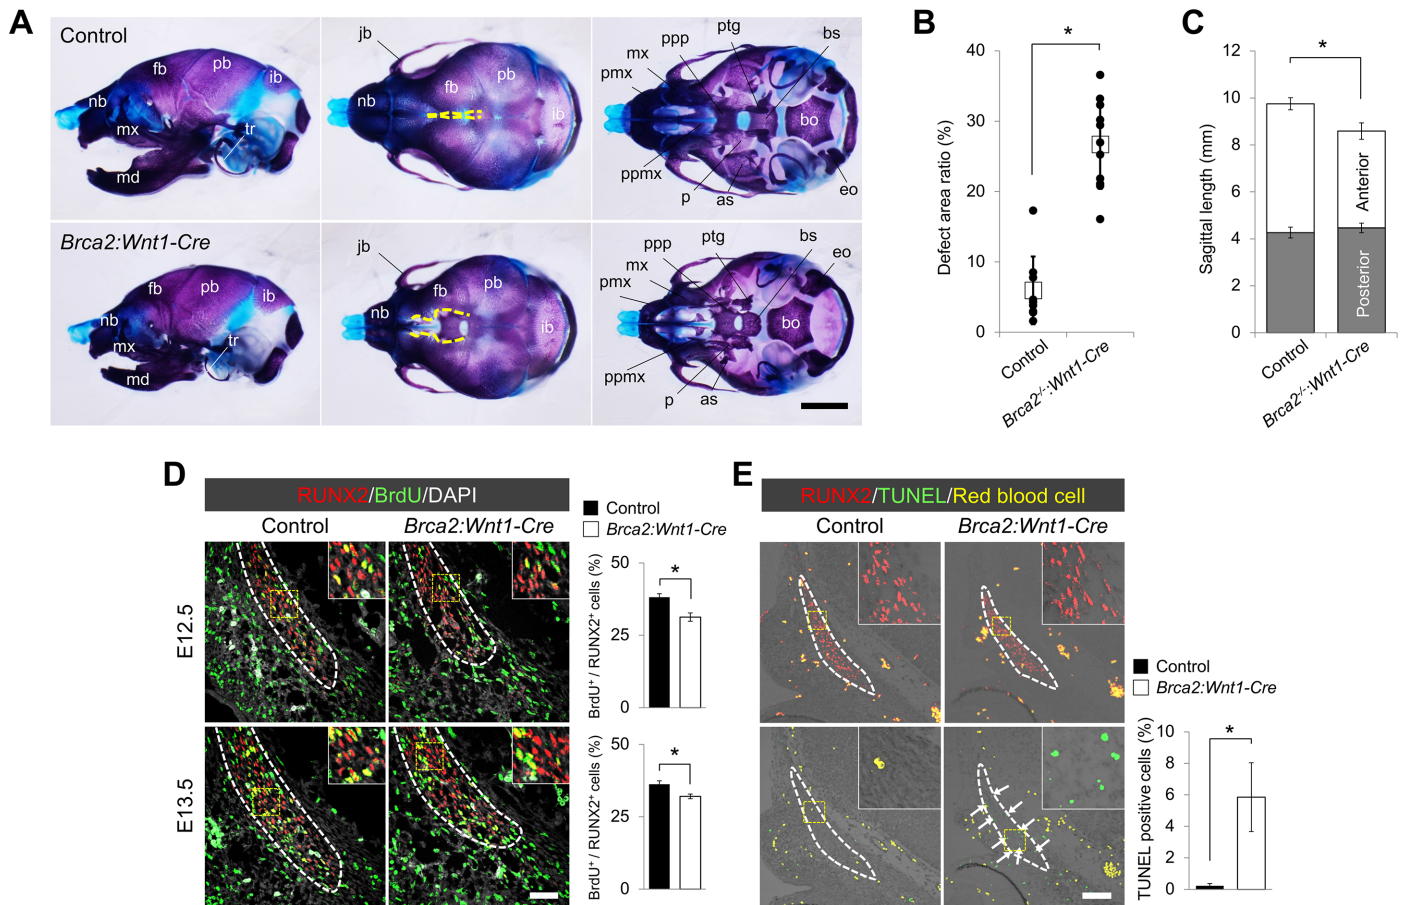 A
Control
fb
pb
ib
nb
mx
tr
md
jb
nb
fb
pb
ib
ptg
ppp
bs
mx
pmx
bo
ppmx
p
as
eo
Brca2:Wnt1-Cre
fb
pb
ib
nb
mx
tr
md
jb
fb
pb
nb
ib
ptg
bs
ppp
eo
mx
pmx
bo
ppmx
p
as
B
*
Defect area ratio (%)
40
30
20
10
0
Control
Brca2-/-:Wnt1-Cre
C
*
Sagittal length (mm)
12
10
8
6
4
2
0
Anterior
Posterior
Control
Brca2-/-:Wnt1-Cre
D
RUNX2/BrdU/DAPI
Control
Brca2:Wnt1-Cre
E12.5
E13.5
Control
Brca2:Wnt1-Cre
BrdU+ / RUNX2+ cells (%)
50
25
0
*
BrdU+ / RUNX2+ cells (%)
50
25
0
*
E
RUNX2/TUNEL/Red blood cell
Control
Brca2:Wnt1-Cre
Control
Brca2:Wnt1-Cre
TUNEL positive cells (%)
10
8
6
4
2
0
*